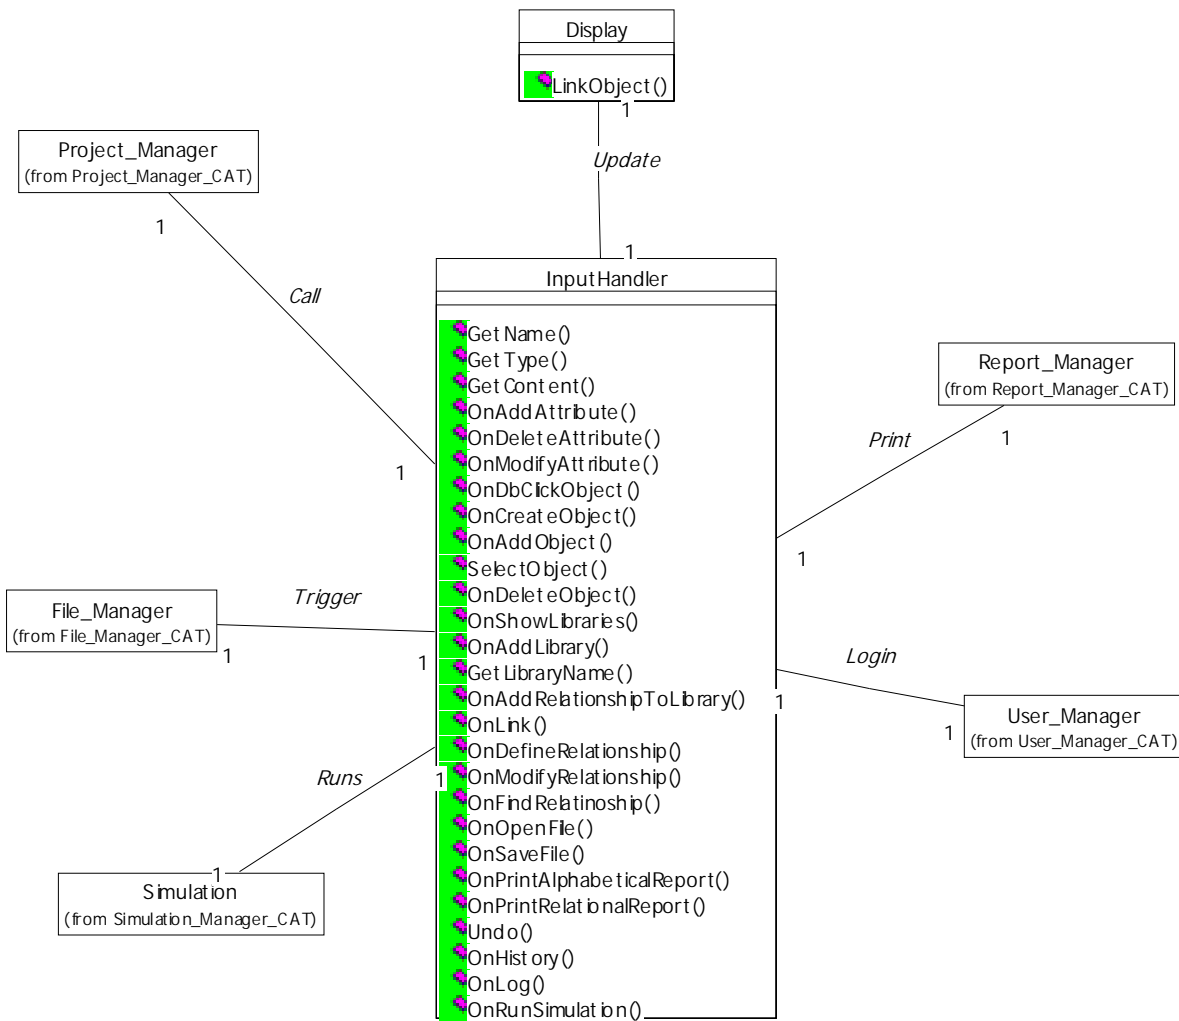 Display
LinkObject()
1
Update
Project_Manager
(from Project_Manager_CAT)
1
Call
1
1
InputHandler
GetName()
GetType()
GetContent()
OnAddAttribute()
OnDeleteAttribute()
OnModifyAttribute()
OnDbClickObject()
OnCreateObject()
OnAddObject()
SelectObject()
OnDeleteObject()
OnShowLibraries()
OnAddLibrary()
GetLibraryName()
OnAddRelationshipToLibrary()
OnLink()
OnDefineRelationship()
OnModifyRelationship()
OnFindRelatinoship()
OnOpenFile()
OnSaveFile()
OnPrintAlphabeticalReport()
OnPrintRelationalReport()
Undo()
OnHistory()
OnLog()
OnRunSimulation()
Report_Manager
(from Report_Manager_CAT)
1
Print
1
File_Manager
(from File_Manager_CAT)
1
Trigger
1
Login
1
User_Manager
(from User_Manager_CAT)
1
Runs
1
1
Simulation
(from Simulation_Manager_CAT)